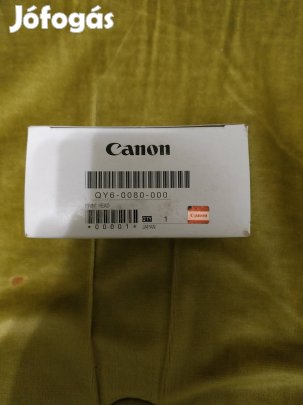 Jófogás
Canon
QY6-0080-000
PRINT HEAD
*00001* QTY 1 Canon
JAPAN